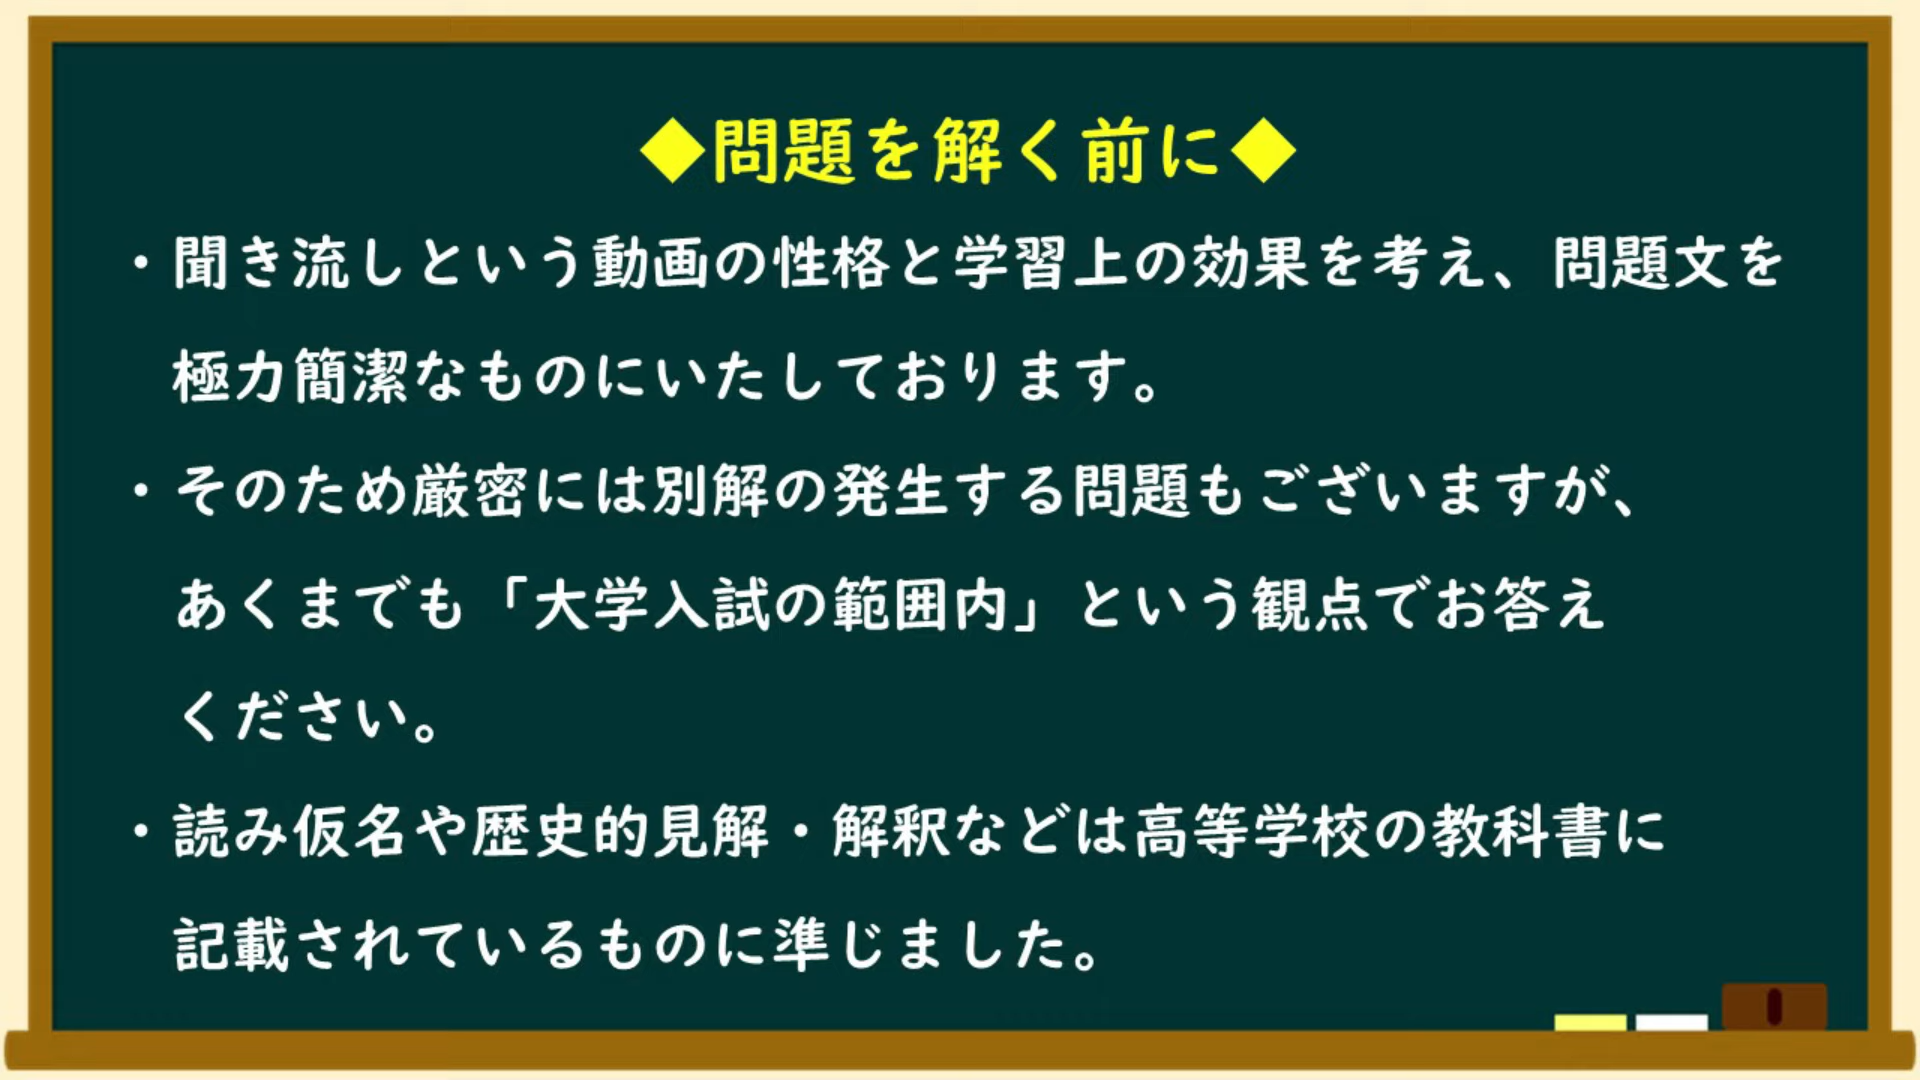 ◆問題を解く前に◆
・聞き流しという動画の性格と学習上の効果を考え、問題文を
極力簡潔なものにいたしております。
・そのため厳密には別解の発生する問題もございますが、
あくまでも「大学入試の範囲内」という観点でお答え
ください。
・読み仮名や歴史的見解・解釈などは高等学校の教科書に
記載されているものに準じました。